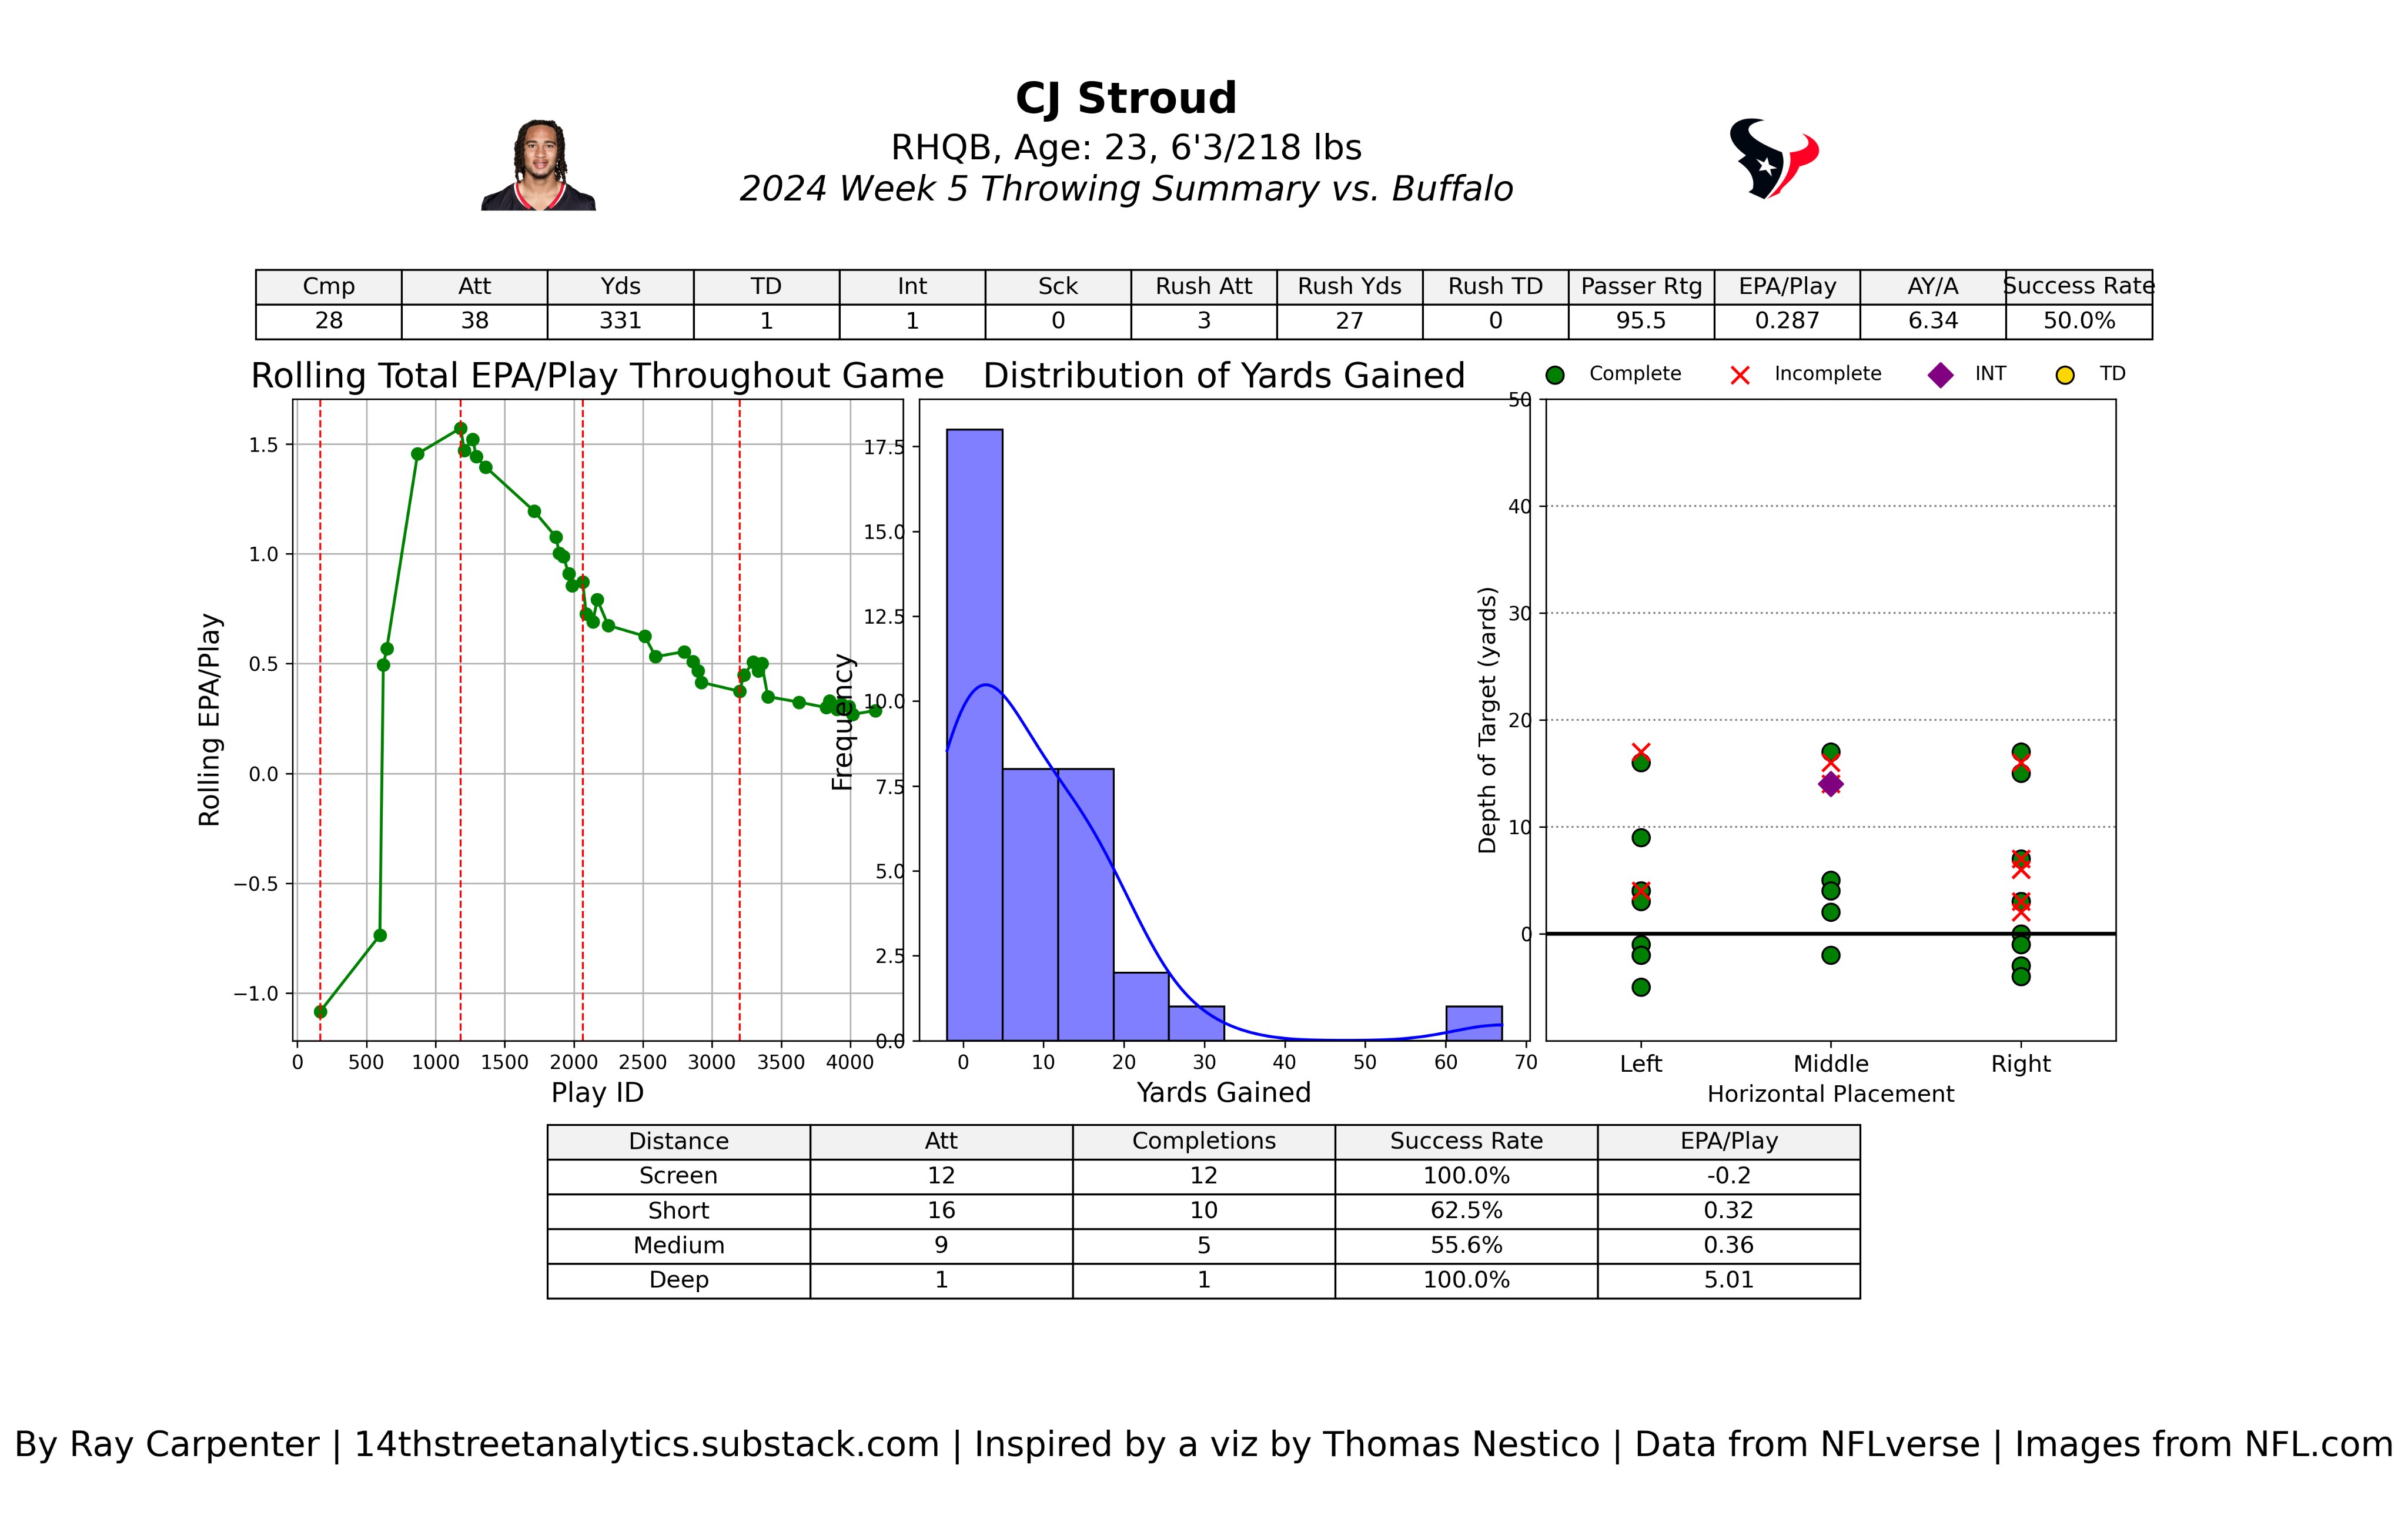 CJ Stroud
RHQB, Age: 23, 6'3/218 lbs
2024 Week 5 Throwing Summary vs. Buffalo
Cmp Att Yds TD Int Sck Rush Att Rush Yds Rush TD Passer Rtg EPA/Play AY/A Success Rate
28 38 331 1 1 0 3 27 0 95.5 0.287 6.34 50.0%
Rolling Total EPA/Play Throughout Game
Rolling EPA/Play
1.5
1.0
0.5
0.0
−0.5
−1.0
0 500 1000 1500 2000 2500 3000 3500 4000
Play ID
Distribution of Yards Gained
Frequency
17.5
15.0
12.5
10.0
7.5
5.0
2.5
0.0
0 10 20 30 40 50 60 70
Yards Gained
Complete Incomplete INT TD
Depth of Target (yards)
50
40
30
20
10
0
Left Middle Right
Horizontal Placement
Distance Att Completions Success Rate EPA/Play
Screen 12 12 100.0% -0.2
Short 16 10 62.5% 0.32
Medium 9 5 55.6% 0.36
Deep 1 1 100.0% 5.01
By Ray Carpenter | 14thstreetanalytics.substack.com | Inspired by a viz by Thomas Nestico | Data from NFLverse | Images from NFL.com